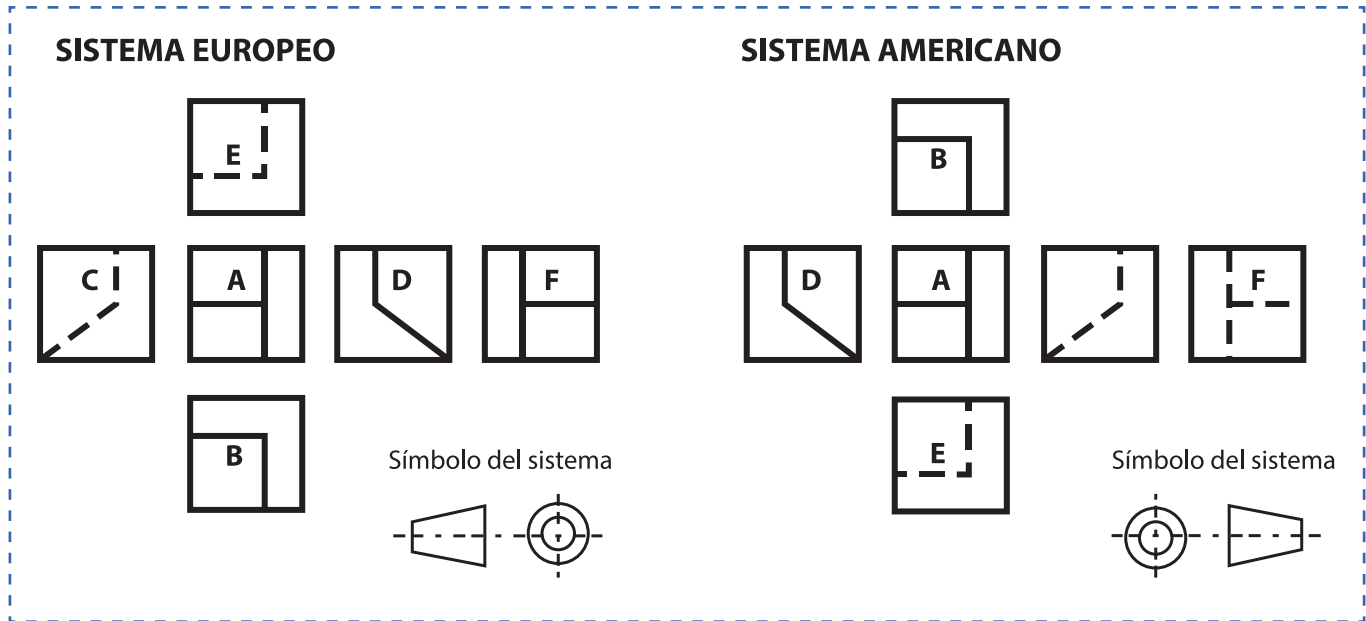 SISTEMA EUROPEO
E
C A D F
B
Símbolo del sistema
SISTEMA AMERICANO
B
D A F
E
Símbolo del sistema